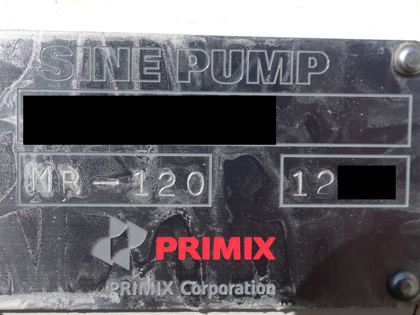 SINE PUMP
MR-120 12
PRIMIX
PRIMIX Corporation